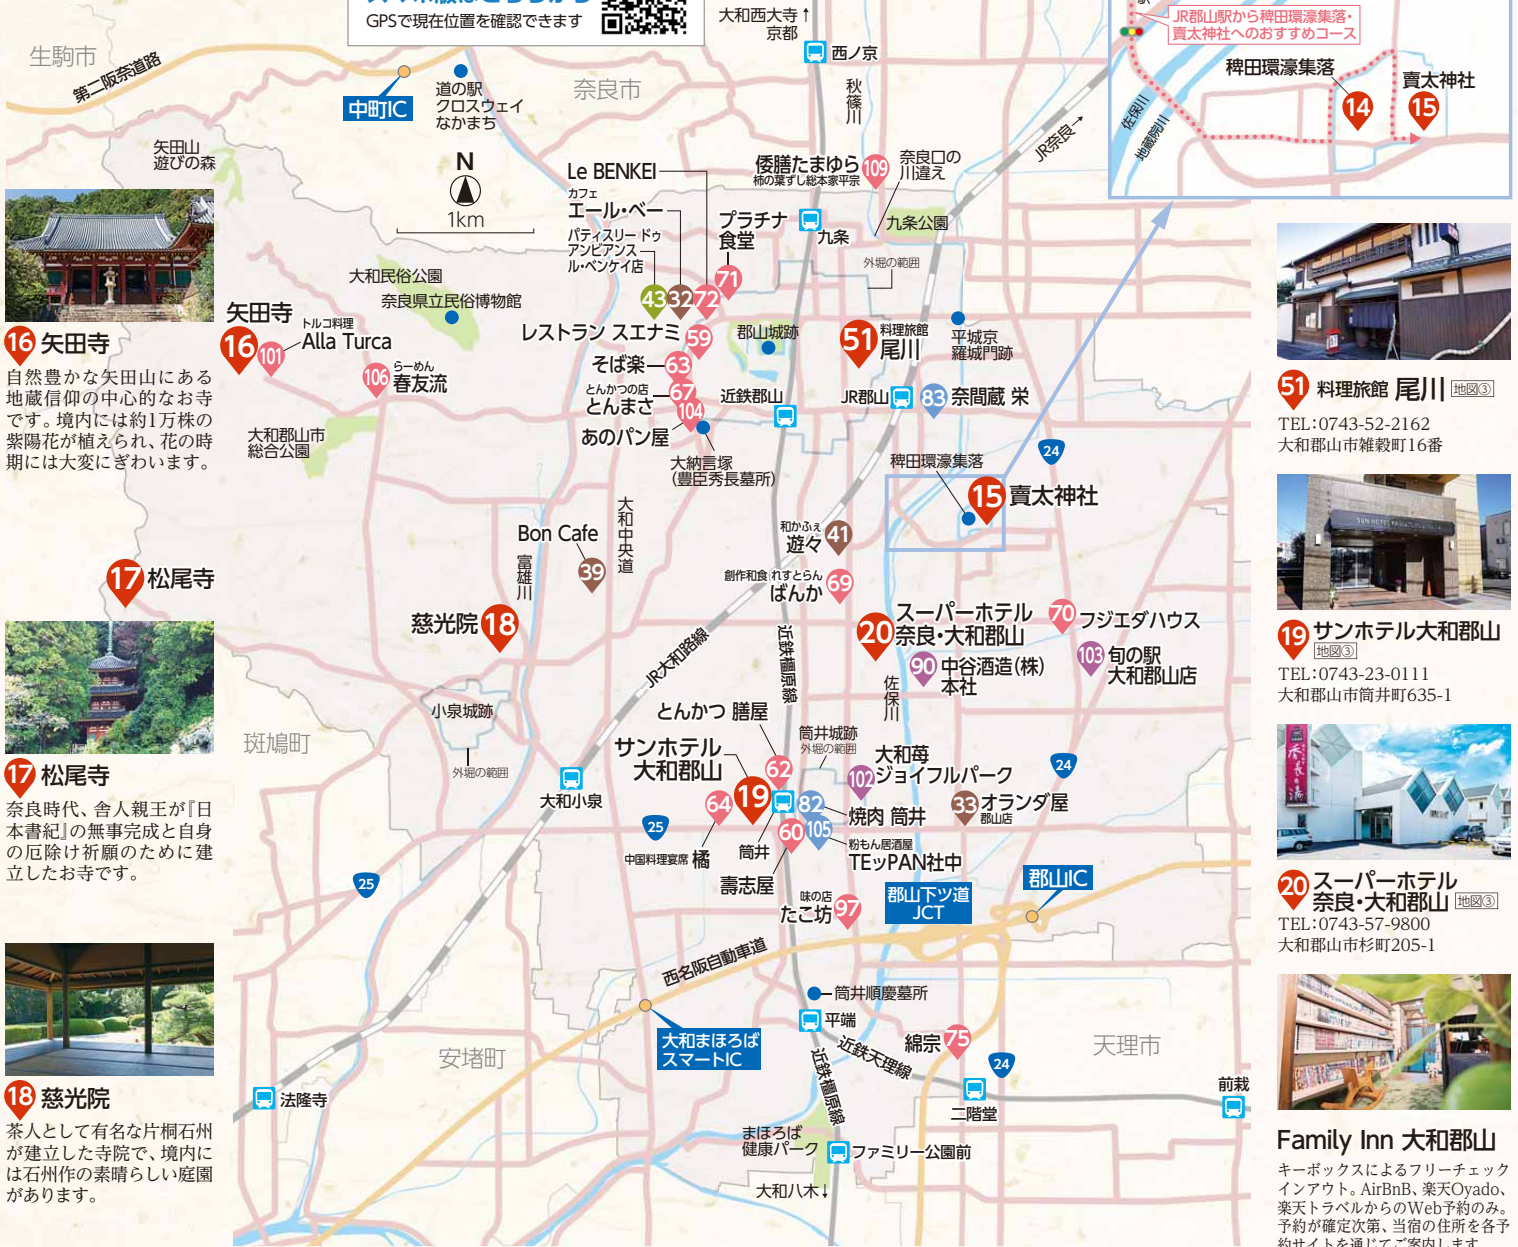 GPSで現在位置を確認できます
大和西大寺↑
京都
西ノ京
生駒市
第二阪奈道路
中町IC
道の駅
クロスウェイ
なかまち
奈良市
秋篠川
矢田山
遊びの森
N
1km
JR奈良→
JR郡山駅から稗田環濠集落・
賣太神社へのおすすめコース
稗田環濠集落
14
賣太神社
15
佐保川
地蔵院川
Le BENKEI
カフェ
エール・ベー
パティスリー ドゥ
アンビアンス
ル・ベンケイ店
43
32
72
プラチナ
食堂
71
倭膳たまゆら
柿の葉ずし総本家平宗
109
奈良口の
川違え
九条
九条公園
外堀の範囲
大和民俗公園
奈良県立民俗博物館
矢田寺
16
トルコ料理
Alla Turca
101
らーめん
春友流
106
大和郡山市
総合公園
レストラン スエナミ
59
そば楽
63
とんかつの店
とんまさ
67
104
あのパン屋
大納言塚
(豊臣秀長墓所)
郡山城跡
近鉄郡山
51
料理旅館
尾川
JR郡山
83
奈間蔵 栄
平城京
羅城門跡
稗田環濠集落
24
15
賣太神社
16 矢田寺
自然豊かな矢田山にある
地蔵信仰の中心的なお寺
です。境内には約1万株の
紫陽花が植えられ、花の時
期には大変にぎわいます。
17 松尾寺
17 松尾寺
奈良時代、舎人親王が『日
本書紀』の無事完成と自身
の厄除け祈願のために建
立したお寺です。
18 慈光院
茶人として有名な片桐石州
が建立した寺院で、境内に
は石州作の素晴らしい庭園
があります。
Bon Cafe
39
富雄川
大和中央道
慈光院
18
和かふぇ
遊々
41
創作和食 れすとらん
ばんか
69
JR大和路線
近鉄橿原線
20
スーパーホテル
奈良・大和郡山
70
フジエダハウス
90
中谷酒造(株)
本社
103
旬の駅
大和郡山店
佐保川
小泉城跡
外堀の範囲
斑鳩町
大和小泉
とんかつ 膳屋
62
サンホテル
大和郡山
19
筒井城跡
外堀の範囲
大和苺
ジョイフルパーク
102
24
64
中国料理宴席 橘
25
筒井
82
焼肉 筒井
33
オランダ屋
郡山店
60
壽志屋
105
粉もん居酒屋
TEッPAN社中
25
味の店
たこ坊
97
郡山下ツ道
JCT
郡山IC
西名阪自動車道
大和まほろば
スマートIC
筒井順慶墓所
平端
近鉄天理線
近鉄橿原線
綿宗
75
24
二階堂
天理市
前栽
安堵町
法隆寺
まほろば
健康パーク
ファミリー公園前
大和八木↓
51 料理旅館 尾川 地図③
TEL:0743-52-2162
大和郡山市雑穀町16番
19 サンホテル大和郡山
地図③
TEL:0743-23-0111
大和郡山市筒井町635-1
20 スーパーホテル
奈良・大和郡山 地図③
TEL:0743-57-9800
大和郡山市杉町205-1
Family Inn 大和郡山
キーボックスによるフリーチェック
インアウト。AirBnB、楽天Oyado、
楽天トラベルからのWeb予約のみ。
予約が確定次第、当宿の住所を各予
約サイトを通じてご案内します。